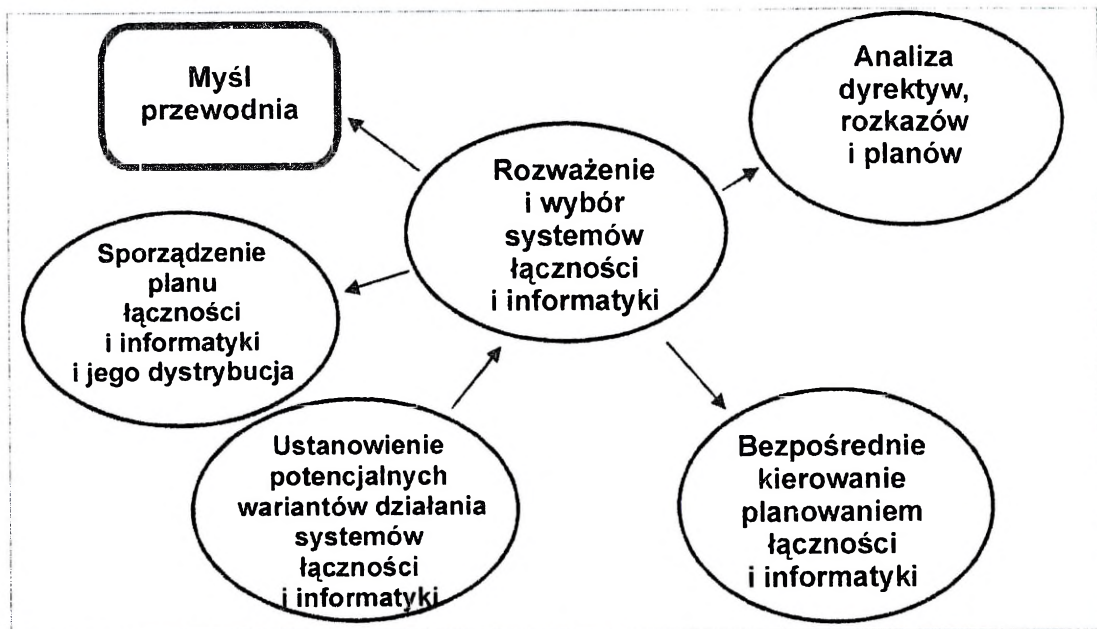 Myśl
przewodnia
Analiza
dyrektyw,
rozkazów
i planów
Rozważenie
i wybór
systemów
łączności
i informatyki
Sporządzenie
planu
łączności
i informatyki
i jego dystrybucja
Ustanowienie
potencjalnych
wariantów działania
systemów
łączności
i informatyki
Bezpośrednie
kierowanie
planowaniem
łączności
i informatyki